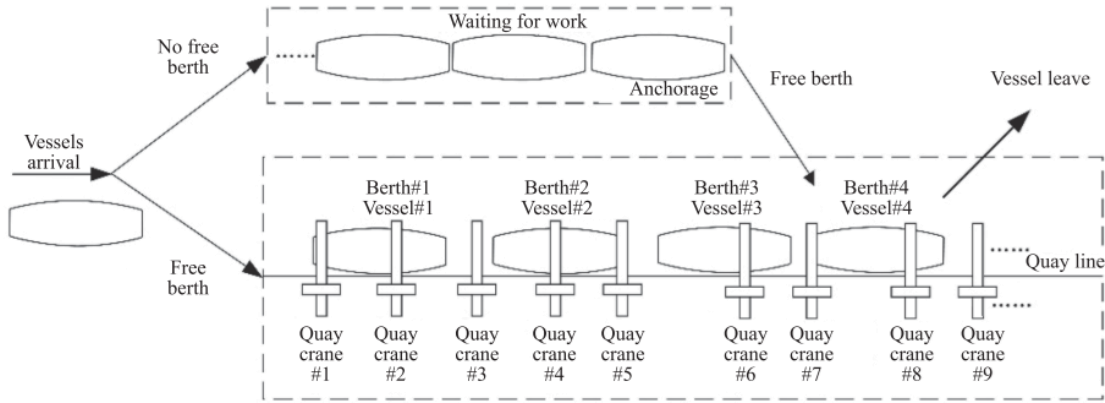 Waiting for work
No free
berth
......
Anchorage
Free berth
Vessel leave
Vessels
arrival
Berth#1
Vessel#1
Berth#2
Vessel#2
Berth#3
Vessel#3
Berth#4
Vessel#4
......
Quay line
Free
berth
......
Quay
crane
#1
Quay
crane
#2
Quay
crane
#3
Quay
crane
#4
Quay
crane
#5
Quay
crane
#6
Quay
crane
#7
Quay
crane
#8
Quay
crane
#9